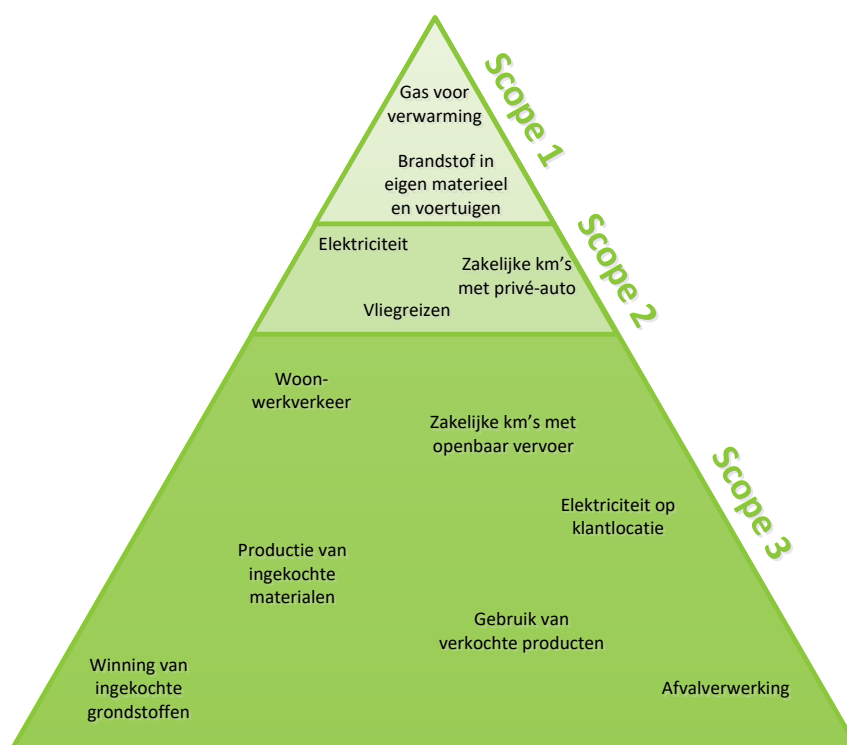 Scope 1
Gas voor
verwarming
Brandstof in
eigen materieel
en voertuigen
Scope 2
Elektriciteit
Zakelijke km's
met privé-auto
Vliegreizen
Scope 3
Woon-
werkverkeer
Zakelijke km's met
openbaar vervoer
Elektriciteit op
klantlocatie
Productie van
ingekochte
materialen
Gebruik van
verkochte producten
Winning van
ingekochte
grondstoffen
Afvalverwerking